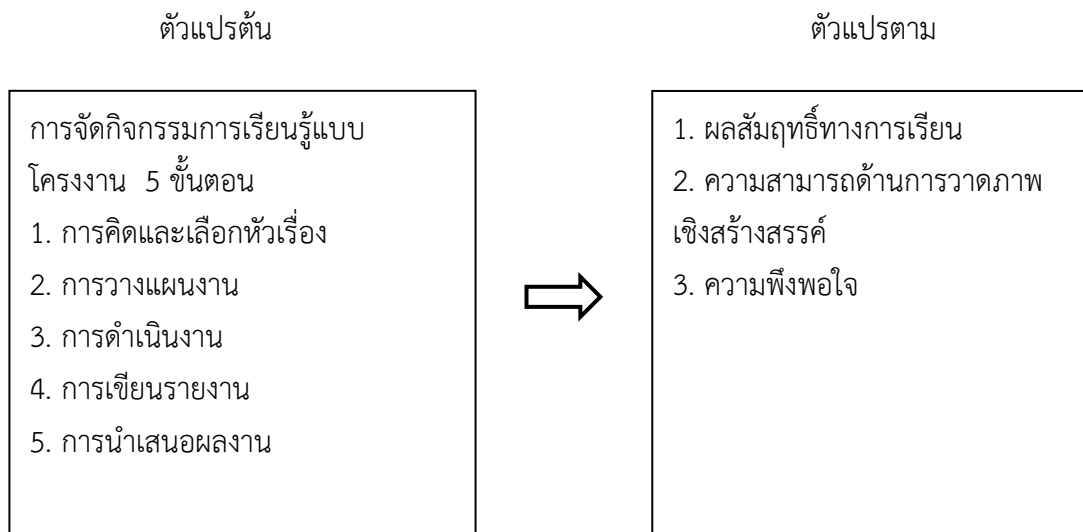 ตัวแปรต้น
ตัวแปรตาม
การจัดกิจกรรมการเรียนรู้แบบ
โครงงาน 5 ขั้นตอน
1. การคิดและเลือกหัวเรื่อง
2. การวางแผนงาน
3. การดำเนินงาน
4. การเขียนรายงาน
5. การนำเสนอผลงาน
1. ผลสัมฤทธิ์ทางการเรียน
2. ความสามารถด้านการวาดภาพ
เชิงสร้างสรรค์
3. ความพึงพอใจ